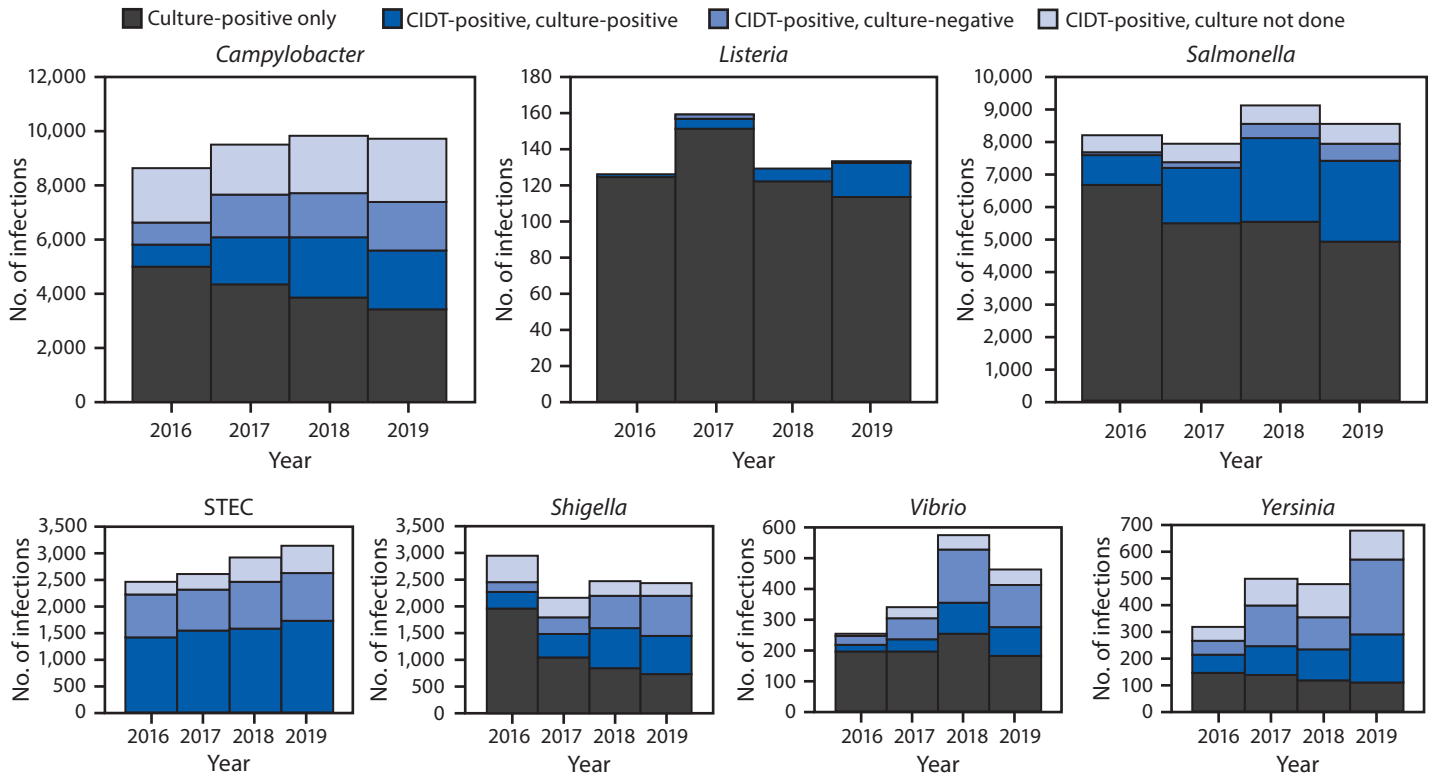 Culture-positive only CIDT-positive, culture-positive CIDT-positive, culture-negative CIDT-positive, culture not done
Campylobacter
No. of infections
12,000
10,000
8,000
6,000
4,000
2,000
0
2016 2017 2018 2019
Year
Listeria
No. of infections
180
160
140
120
100
80
60
40
20
0
2016 2017 2018 2019
Year
Salmonella
No. of infections
10,000
9,000
8,000
7,000
6,000
5,000
4,000
3,000
2,000
1,000
0
2016 2017 2018 2019
Year
STEC
No. of infections
3,500
3,000
2,500
2,000
1,500
1,000
500
0
2016 2017 2018 2019
Year
Shigella
No. of infections
3,500
3,000
2,500
2,000
1,500
1,000
500
0
2016 2017 2018 2019
Year
Vibrio
No. of infections
600
500
400
300
200
100
0
2016 2017 2018 2019
Year
Yersinia
No. of infections
700
600
500
400
300
200
100
0
2016 2017 2018 2019
Year